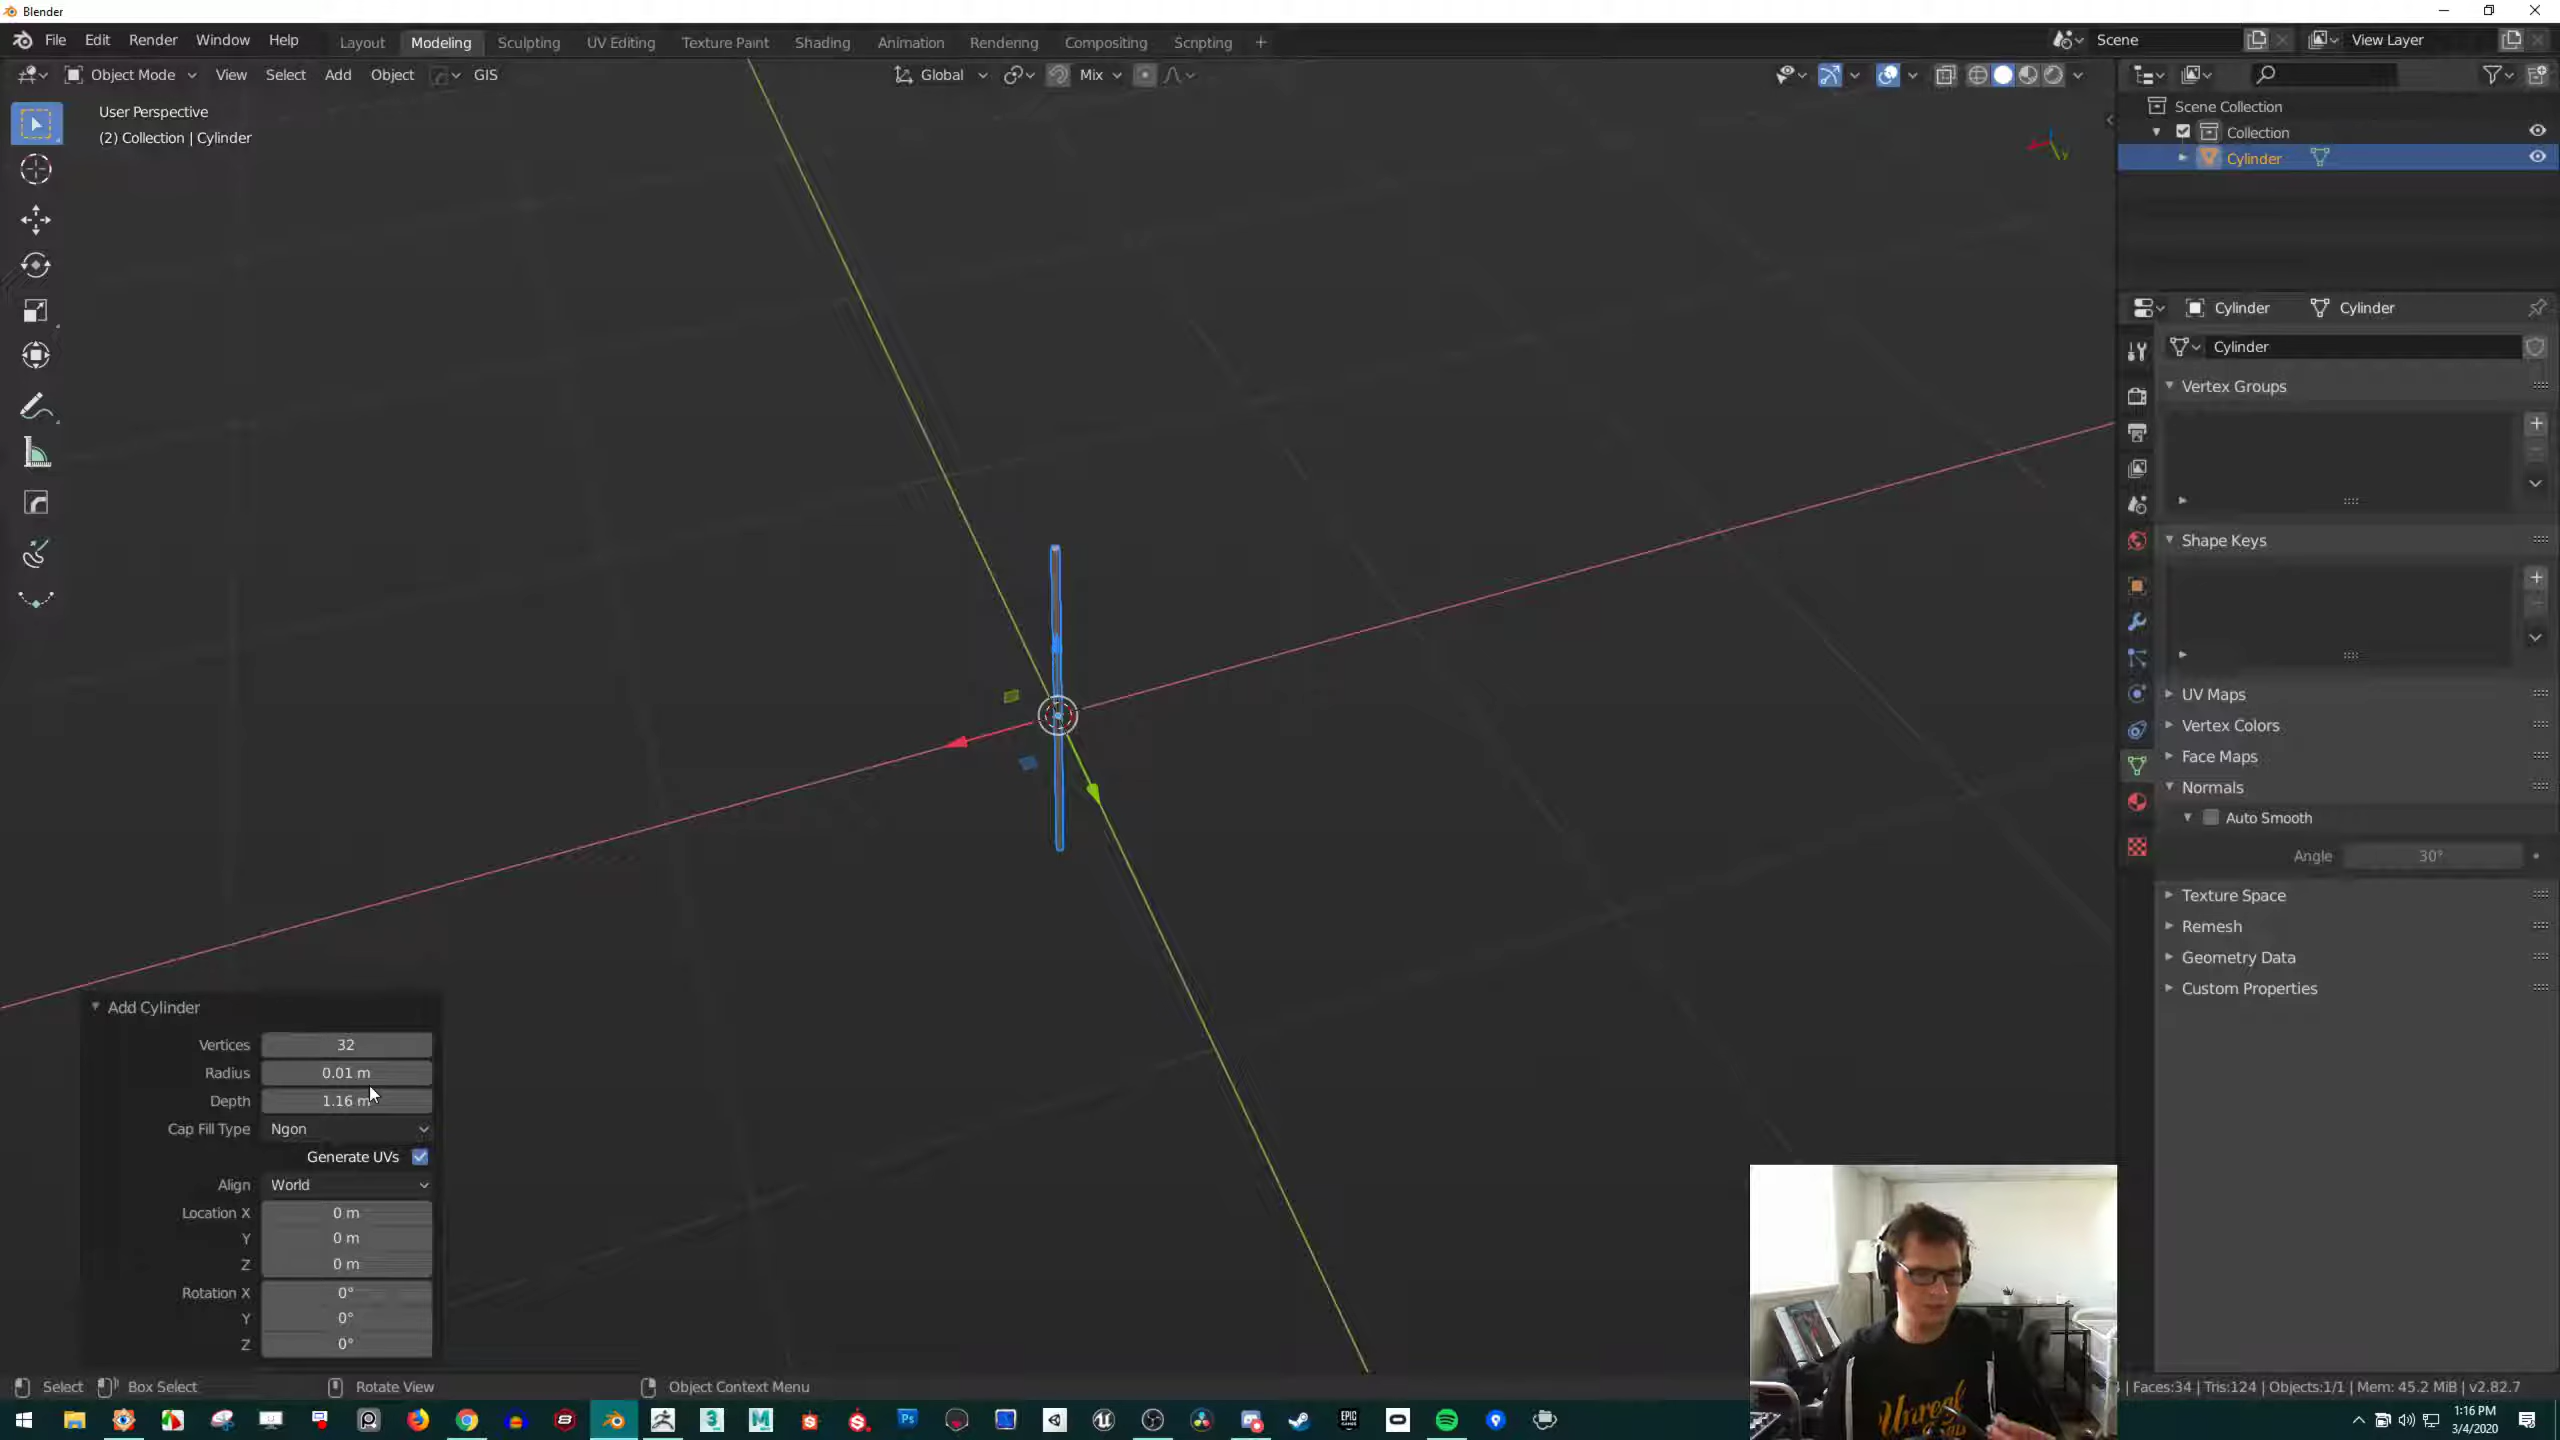 Blender
File Edit Render Window Help
Layout Modeling Sculpting UV Editing Texture Paint Shading Animation Rendering Compositing Scripting +
Scene
View Layer
Object Mode View Select Add Object GIS
Global Mix
User Perspective
(2) Collection | Cylinder
Scene Collection
Collection
Cylinder
Cylinder Cylinder
Cylinder
Vertex Groups
Shape Keys
UV Maps
Vertex Colors
Face Maps
Normals
Auto Smooth
Angle 30°
Texture Space
Remesh
Geometry Data
Custom Properties
Add Cylinder
Vertices 32
Radius 0.01 m
Depth 1.16 m
Cap Fill Type Ngon
Generate UVs
Align World
Location X 0 m
Y 0 m
Z 0 m
Rotation X 0°
Y 0°
Z 0°
Select Box Select Rotate View Object Context Menu
| Faces:34 | Tris:124 | Objects:1/1 | Mem: 45.2 MiB | v2.82.7
Unreal
1:16 PM
3/4/2020